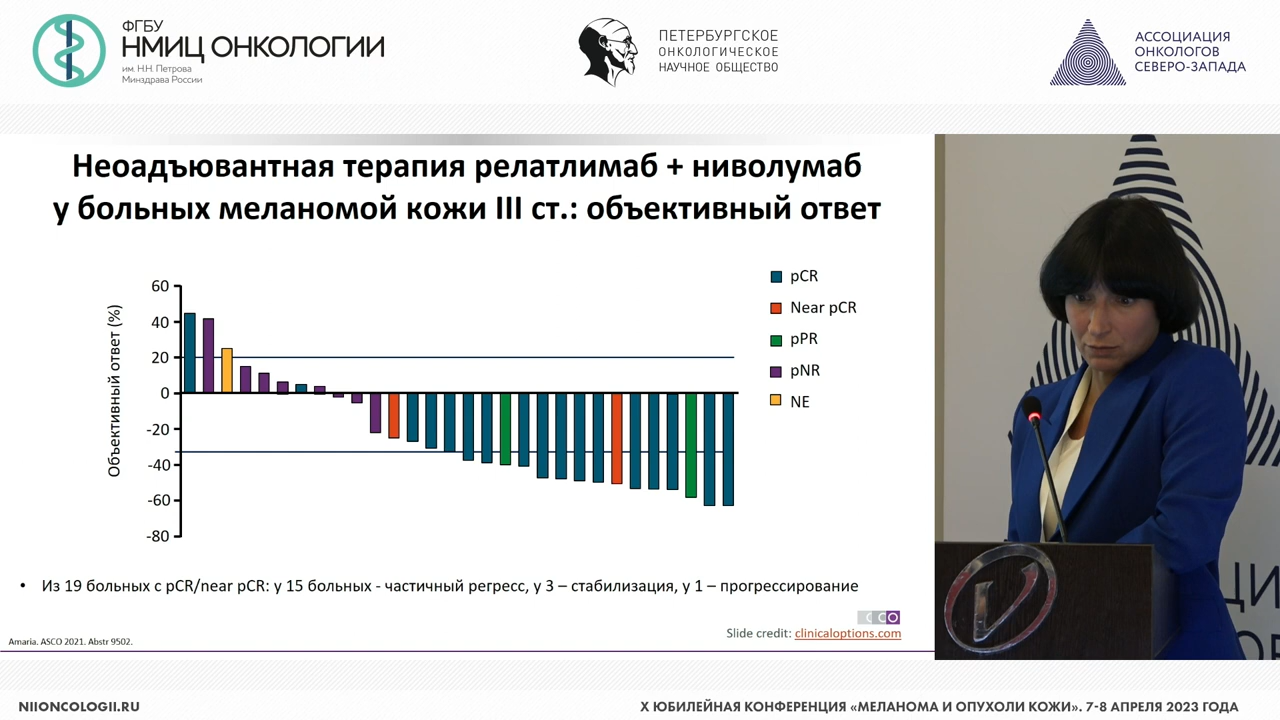 ФГБУ
НМИЦ ОНКОЛОГИИ
им. Н.Н. Петрова
Минздрава России
ПЕТЕРБУРГСКОЕ
ОНКОЛОГИЧЕСКОЕ
НАУЧНОЕ ОБЩЕСТВО
АССОЦИАЦИЯ
ОНКОЛОГОВ
СЕВЕРО-ЗАПАДА
Неоадъювантная терапия релатлимаб + ниволумаб
у больных меланомой кожи III ст.: объективный ответ
Объективный ответ (%)
60
40
20
0
-20
-40
-60
-80
pCR
Near pCR
pPR
pNR
NE
• Из 19 больных с pCR/near pCR: у 15 больных - частичный регресс, у 3 – стабилизация, у 1 – прогрессирование
CCO
Slide credit: clinicaloptions.com
Amaria. ASCO 2021. Abstr 9502.
NIIONCOLOGII.RU
X ЮБИЛЕЙНАЯ КОНФЕРЕНЦИЯ «МЕЛАНОМА И ОПУХОЛИ КОЖИ». 7-8 АПРЕЛЯ 2023 ГОДА